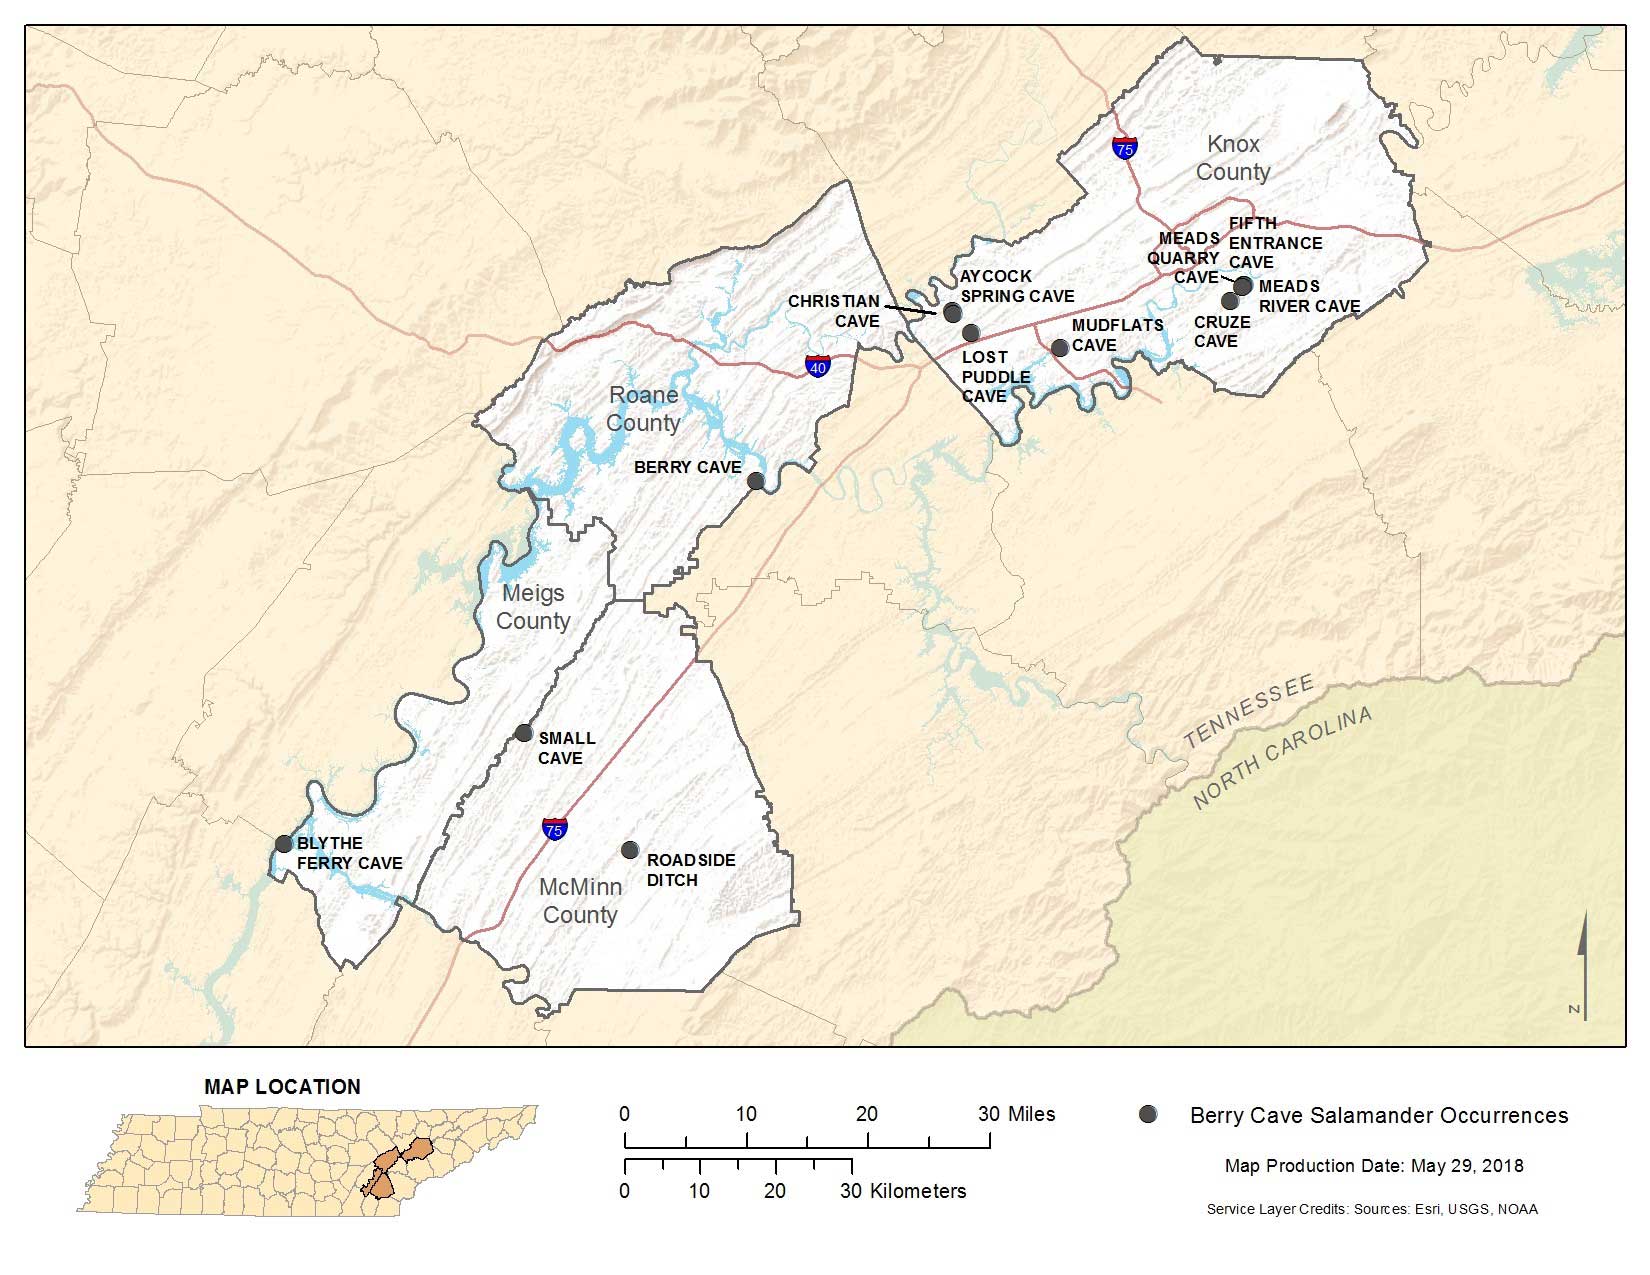 75
Knox
County
FIFTH
ENTRANCE
CAVE
MEADS
QUARRY
CAVE
AYCOCK
SPRING CAVE
CHRISTIAN
CAVE
MEADS
RIVER CAVE
CRUZE
CAVE
MUDFLATS
CAVE
LOST
PUDDLE
CAVE
40
Roane
County
BERRY CAVE
Meigs
County
TENNESSEE
NORTH CAROLINA
SMALL
CAVE
75
BLYTHE
FERRY CAVE
ROADSIDE
DITCH
McMinn
County
N
MAP LOCATION
0 10 20 30 Miles
0 10 20 30 Kilometers
Berry Cave Salamander Occurrences
Map Production Date: May 29, 2018
Service Layer Credits: Sources: Esri, USGS, NOAA